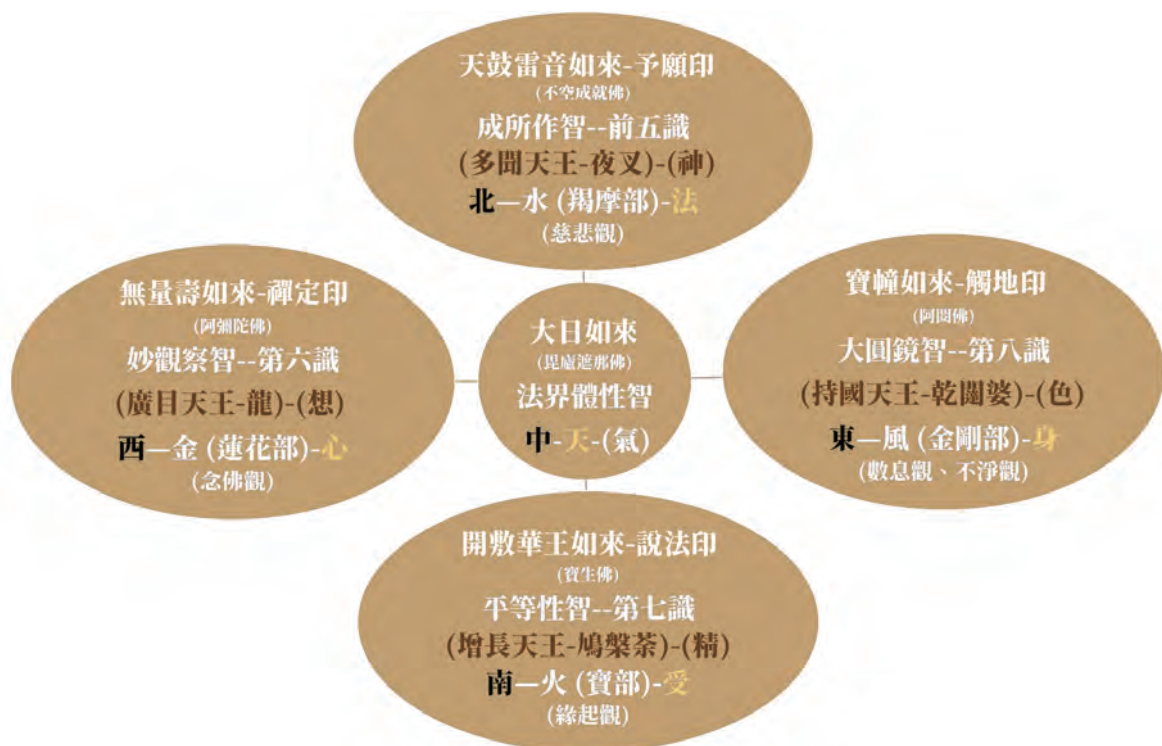 天鼓雷音如來-予願印
(不空成就佛)
成所作智--前五識
(多聞天王-夜叉)-(神)
北—水 (羯摩部)-法
(慈悲觀)
無量壽如來-禪定印
(阿彌陀佛)
妙觀察智--第六識
(廣目天王-龍)-(想)
西—金 (蓮花部)-心
(念佛觀)
大日如來
(毘盧遮那佛)
法界體性智
中-天-(氣)
寶幢如來-觸地印
(阿閦佛)
大圓鏡智--第八識
(持國天王-乾闥婆)-(色)
東—風 (金剛部)-身
(數息觀、不淨觀)
開敷華王如來-說法印
(寶生佛)
平等性智--第七識
(增長天王-鳩槃荼)-(精)
南—火 (寶部)-受
(緣起觀)